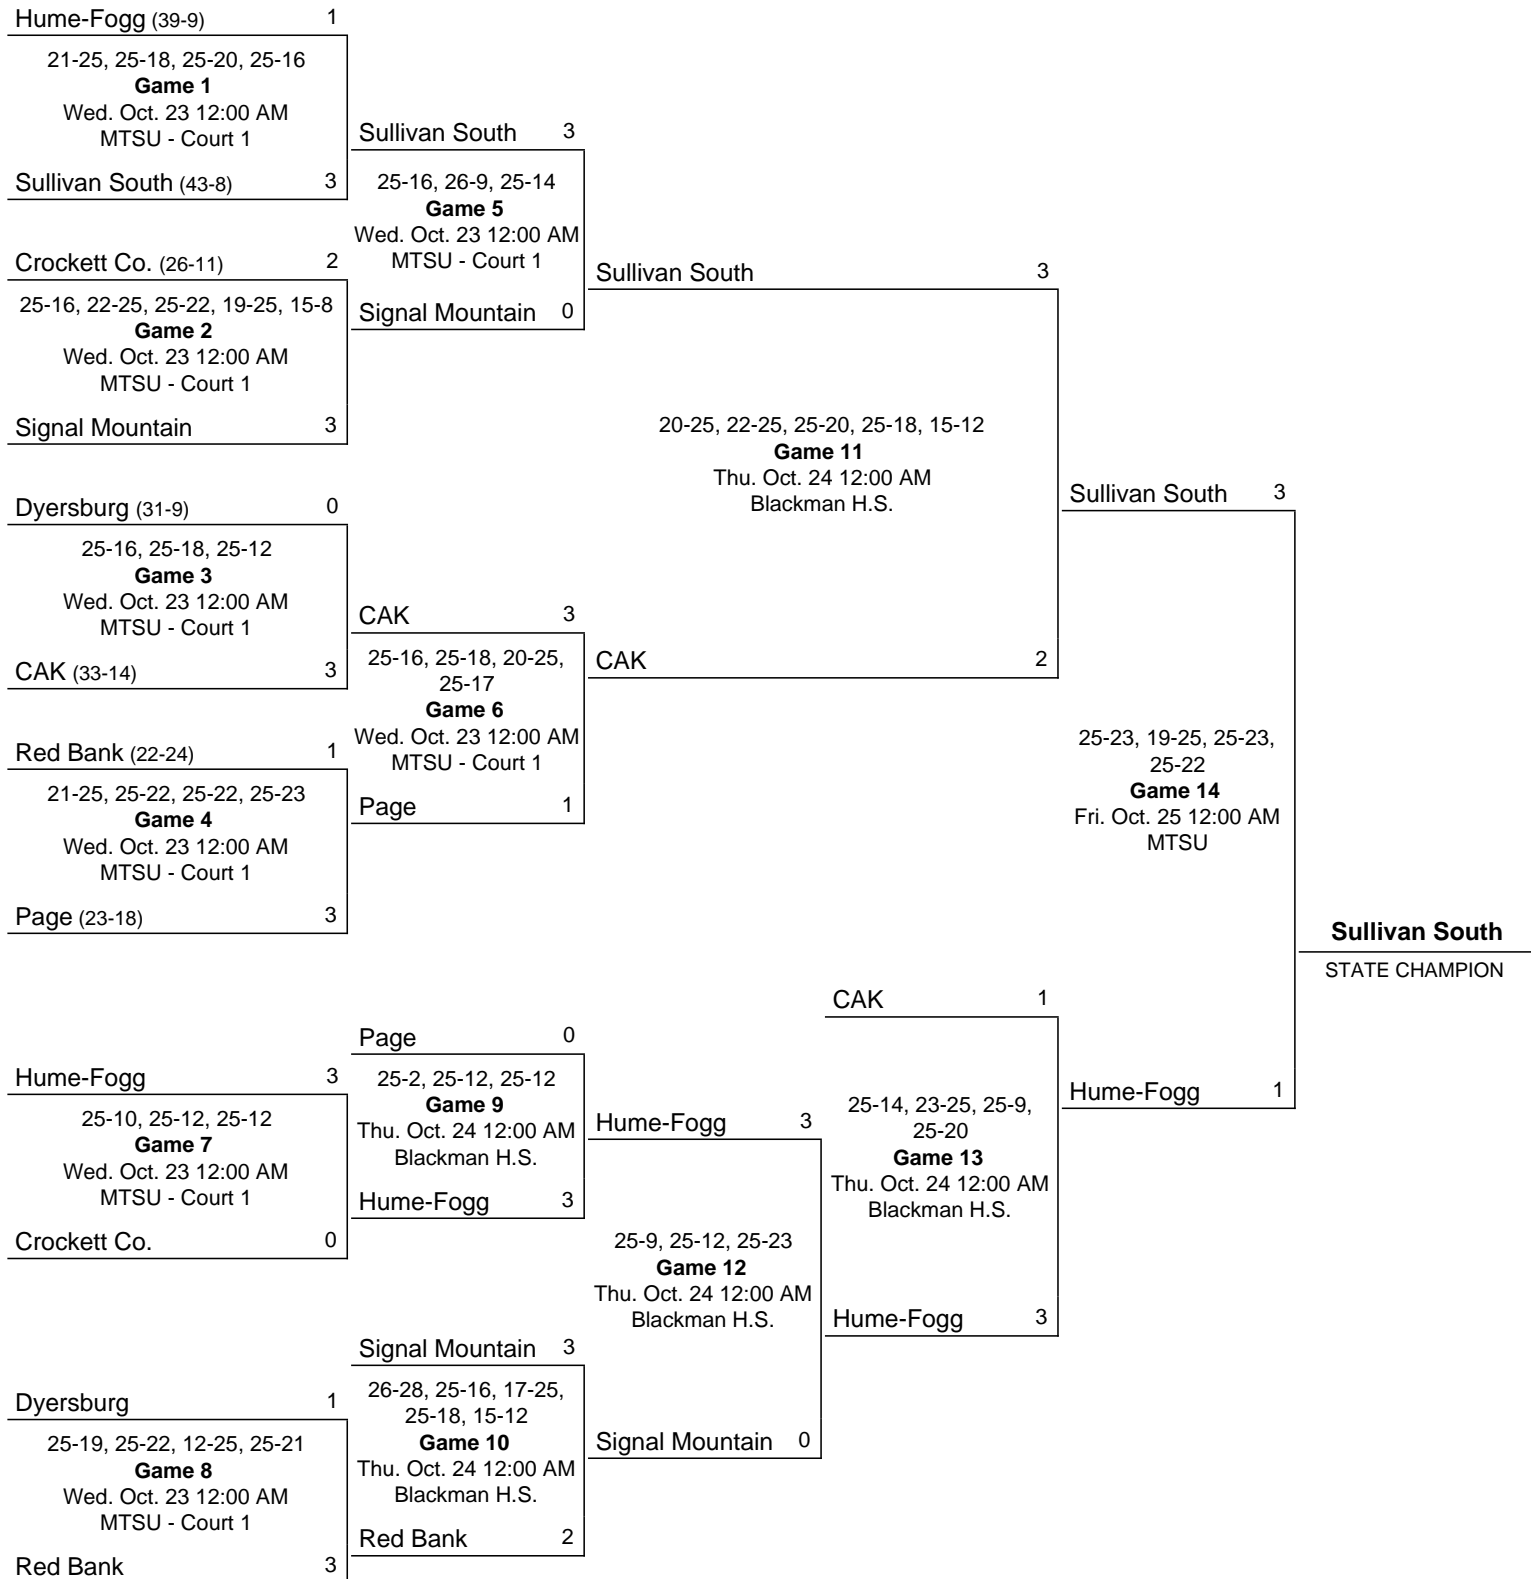 Hume-Fogg (39-9) 1
21-25, 25-18, 25-20, 25-16
Game 1
Wed. Oct. 23 12:00 AM
MTSU - Court 1
Sullivan South (43-8) 3
Crockett Co. (26-11) 2
25-16, 22-25, 25-22, 19-25, 15-8
Game 2
Wed. Oct. 23 12:00 AM
MTSU - Court 1
Signal Mountain 3
Dyersburg (31-9) 0
25-16, 25-18, 25-12
Game 3
Wed. Oct. 23 12:00 AM
MTSU - Court 1
CAK (33-14) 3
Red Bank (22-24) 1
21-25, 25-22, 25-22, 25-23
Game 4
Wed. Oct. 23 12:00 AM
MTSU - Court 1
Page (23-18) 3
Hume-Fogg 3
25-10, 25-12, 25-12
Game 7
Wed. Oct. 23 12:00 AM
MTSU - Court 1
Crockett Co. 0
Dyersburg 1
25-19, 25-22, 12-25, 25-21
Game 8
Wed. Oct. 23 12:00 AM
MTSU - Court 1
Red Bank 3
Sullivan South 3
25-16, 26-9, 25-14
Game 5
Wed. Oct. 23 12:00 AM
MTSU - Court 1
Signal Mountain 0
CAK 3
25-16, 25-18, 20-25,
25-17
Game 6
Wed. Oct. 23 12:00 AM
MTSU - Court 1
Page 1
Page 0
25-2, 25-12, 25-12
Game 9
Thu. Oct. 24 12:00 AM
Blackman H.S.
Hume-Fogg 3
Signal Mountain 3
26-28, 25-16, 17-25,
25-18, 15-12
Game 10
Thu. Oct. 24 12:00 AM
Blackman H.S.
Red Bank 2
Sullivan South 3
20-25, 22-25, 25-20, 25-18, 15-12
Game 11
Thu. Oct. 24 12:00 AM
Blackman H.S.
CAK 2
Hume-Fogg 3
25-9, 25-12, 25-23
Game 12
Thu. Oct. 24 12:00 AM
Blackman H.S.
Signal Mountain 0
CAK 1
25-14, 23-25, 25-9,
25-20
Game 13
Thu. Oct. 24 12:00 AM
Blackman H.S.
Hume-Fogg 3
Sullivan South 3
25-23, 19-25, 25-23,
25-22
Game 14
Fri. Oct. 25 12:00 AM
MTSU
Hume-Fogg 1
Sullivan South
STATE CHAMPION